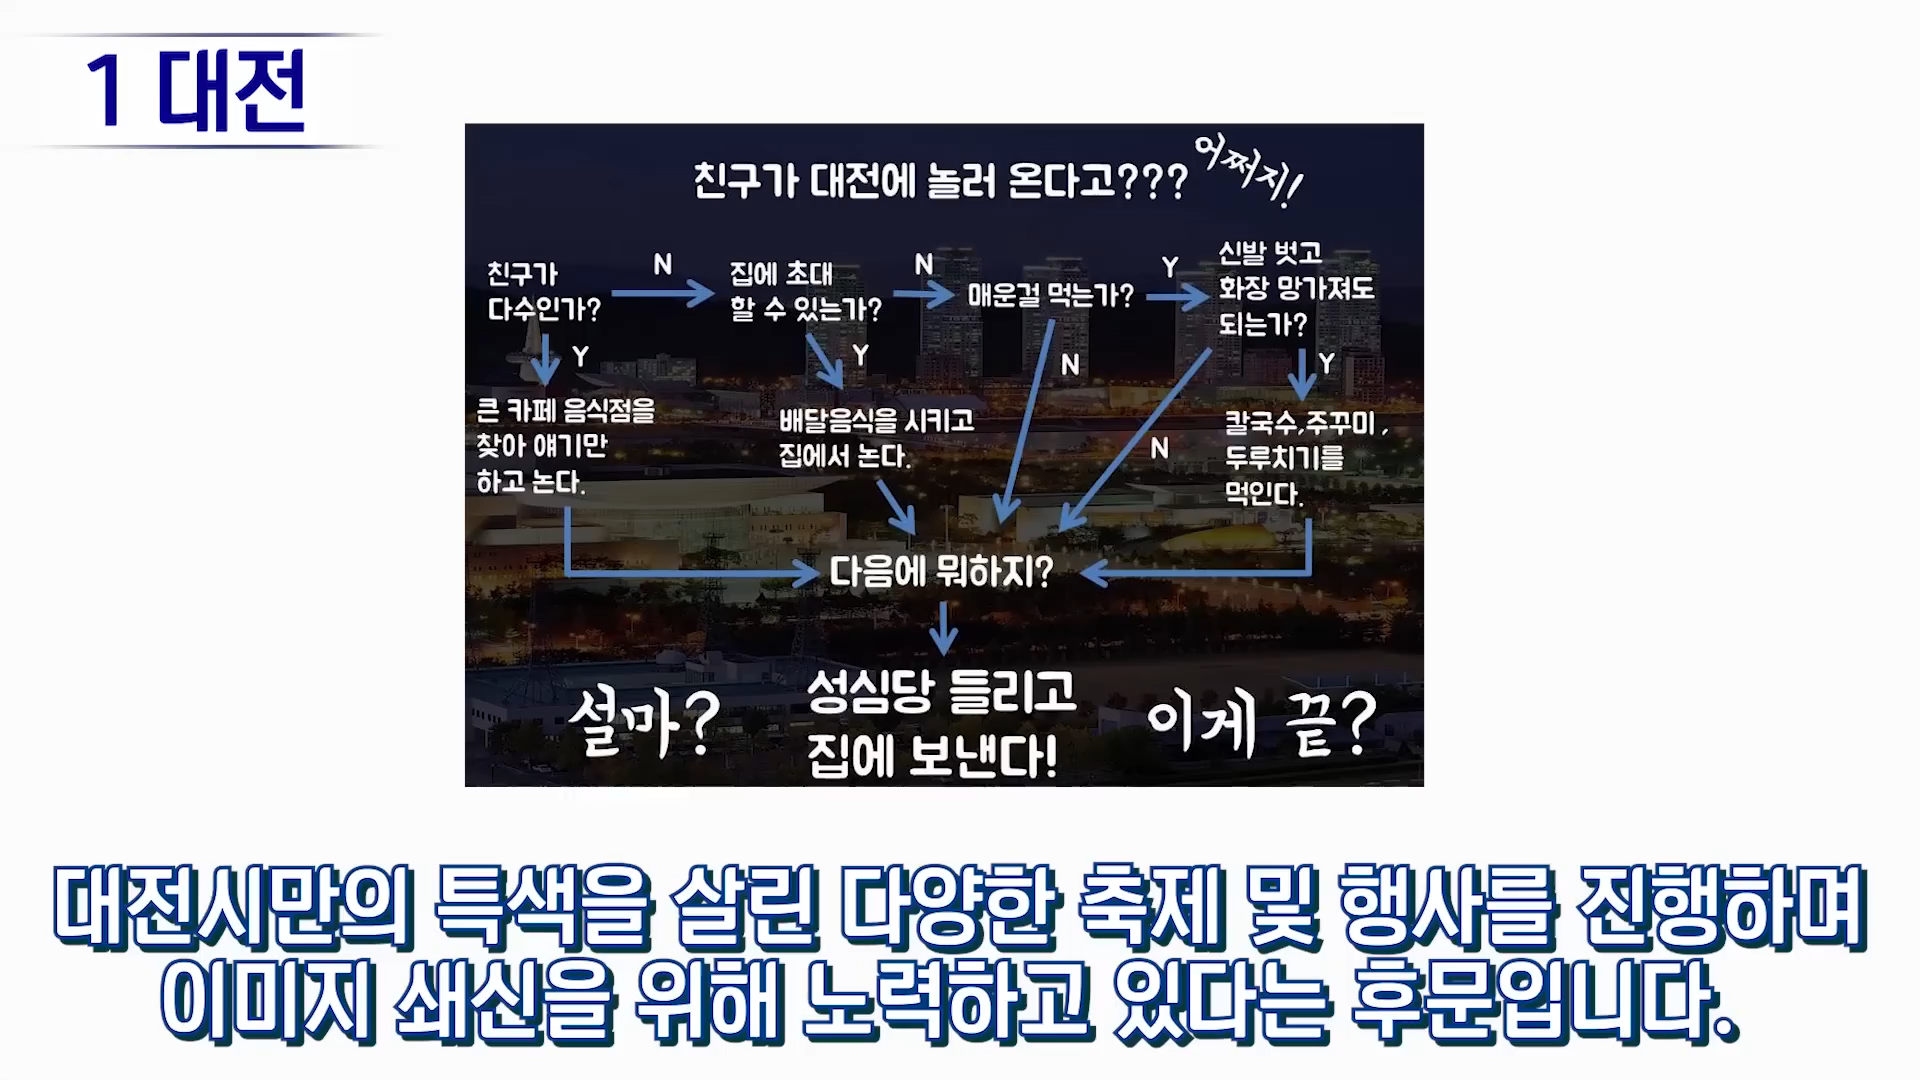 1 대전
친구가 대전에 놀러 온다고???
어쩌지!
친구가
다수인가?
N
집에 초대
할 수 있는가?
N
매운걸 먹는가?
Y
신발 벗고
화장 망가져도
되는가?
Y
Y
N
Y
큰 카페 음식점을
찾아 얘기만
하고 논다.
배달음식을 시키고
집에서 논다.
N
칼국수,주꾸미,
두루치기를
먹인다.
다음에 뭐하지?
설마?
성심당 들리고
집에 보낸다!
이게 끝?
대전시만의 특색을 살린 다양한 축제 및 행사를 진행하며
이미지 쇄신을 위해 노력하고 있다는 후문입니다.